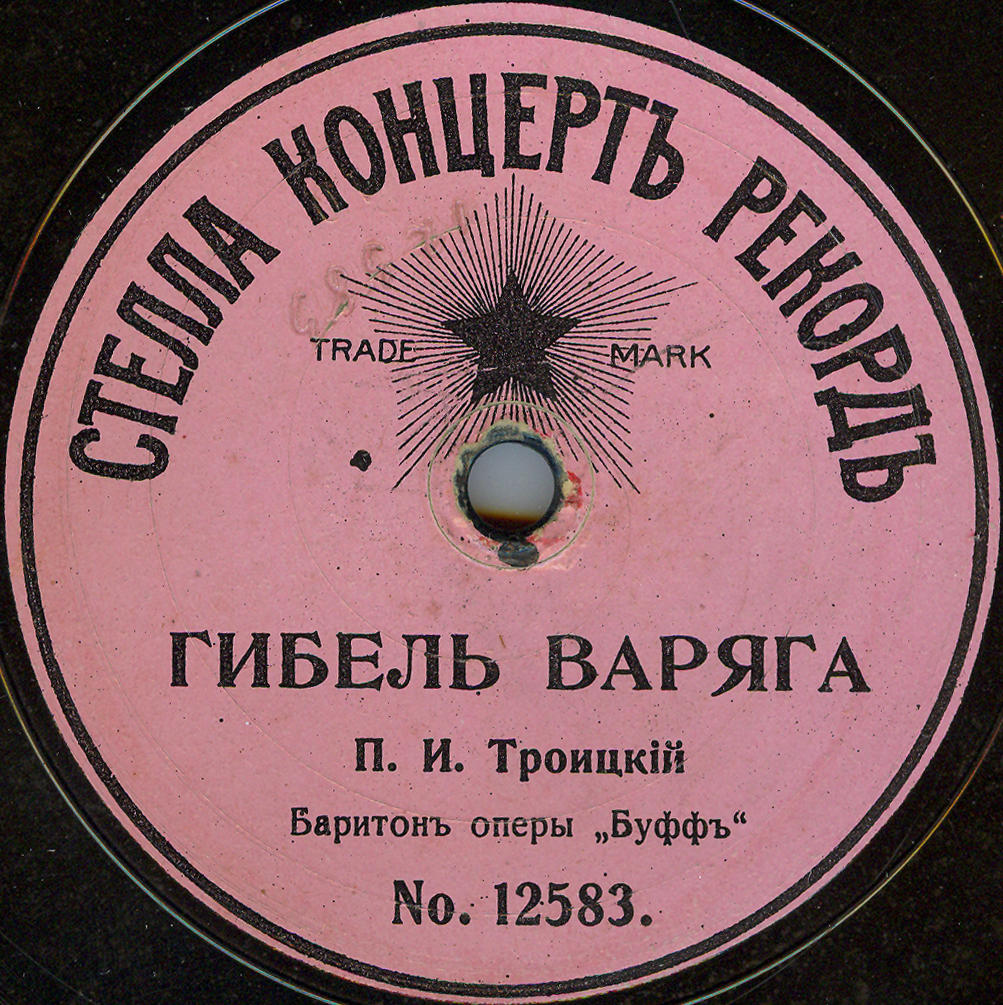 СТЕЛЛА КОНЦЕРТЪ РЕКОРДЪ
TRADE MARK
ГИБЕЛЬ ВАРЯГА
П. И. Троицкій
Баритонъ оперы „Буффъ“
No. 12583.